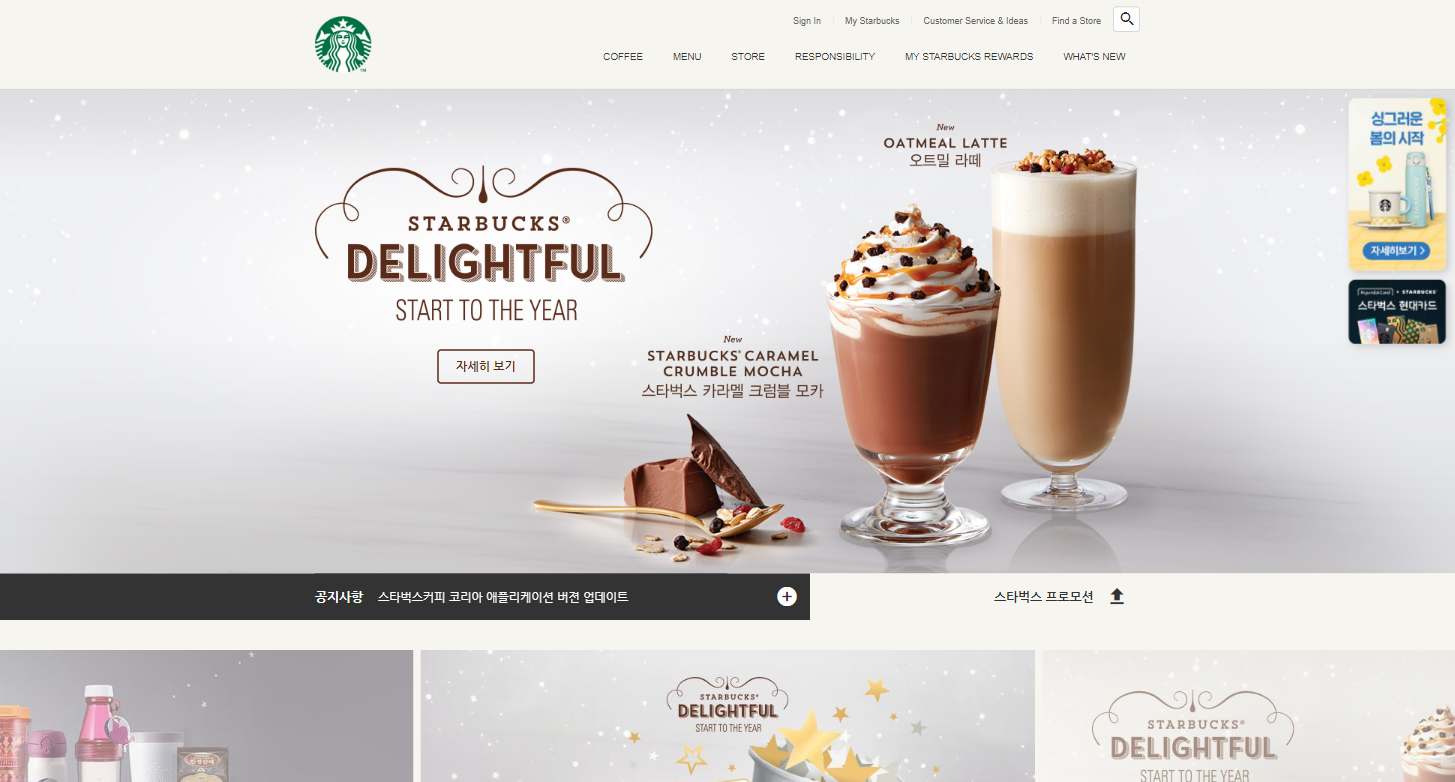 Sign In
My Starbucks
Customer Service & Ideas
Find a Store
COFFEE
MENU
STORE
RESPONSIBILITY
MY STARBUCKS REWARDS
WHAT'S NEW
STARBUCKS®
DELIGHTFUL
START TO THE YEAR
자세히 보기
New
OATMEAL LATTE
오트밀 라떼
New
STARBUCKS® CARAMEL
CRUMBLE MOCHA
스타벅스 카라멜 크럼블 모카
싱그러운
봄의 시작
자세히보기 >
HyundaiCard + STARBUCKS®
스타벅스 현대카드
공지사항 스타벅스커피 코리아 애플리케이션 버젼 업데이트
스타벅스 프로모션
STARBUCKS®
DELIGHTFUL
START TO THE YEAR
STARBUCKS®
DELIGHTFUL
START TO THE YEAR